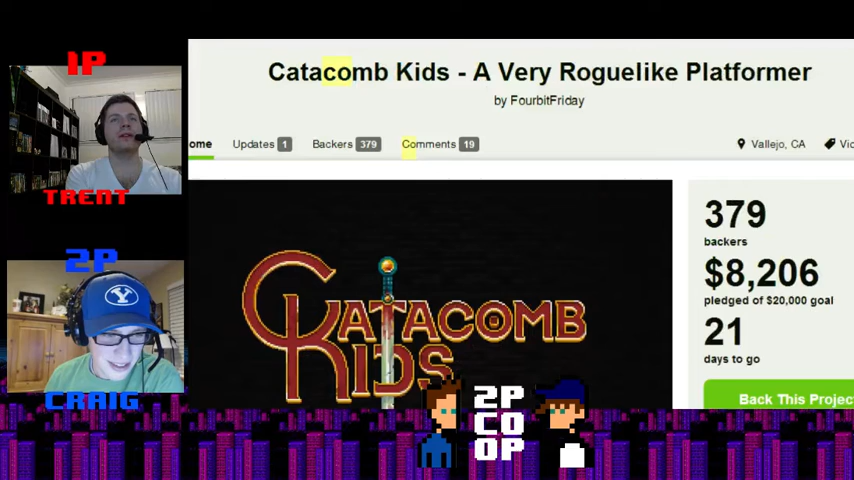 1P
TRENT
2P
CRAIG
Catacomb Kids - A Very Roguelike Platformer
by FourbitFriday
ome
Updates 1
Backers 379
Comments 19
Vallejo, CA
Vic
CATACOMB
KIDS
379
backers
$8,206
pledged of $20,000 goal
21
days to go
Back This Projec
2P
CO
OP